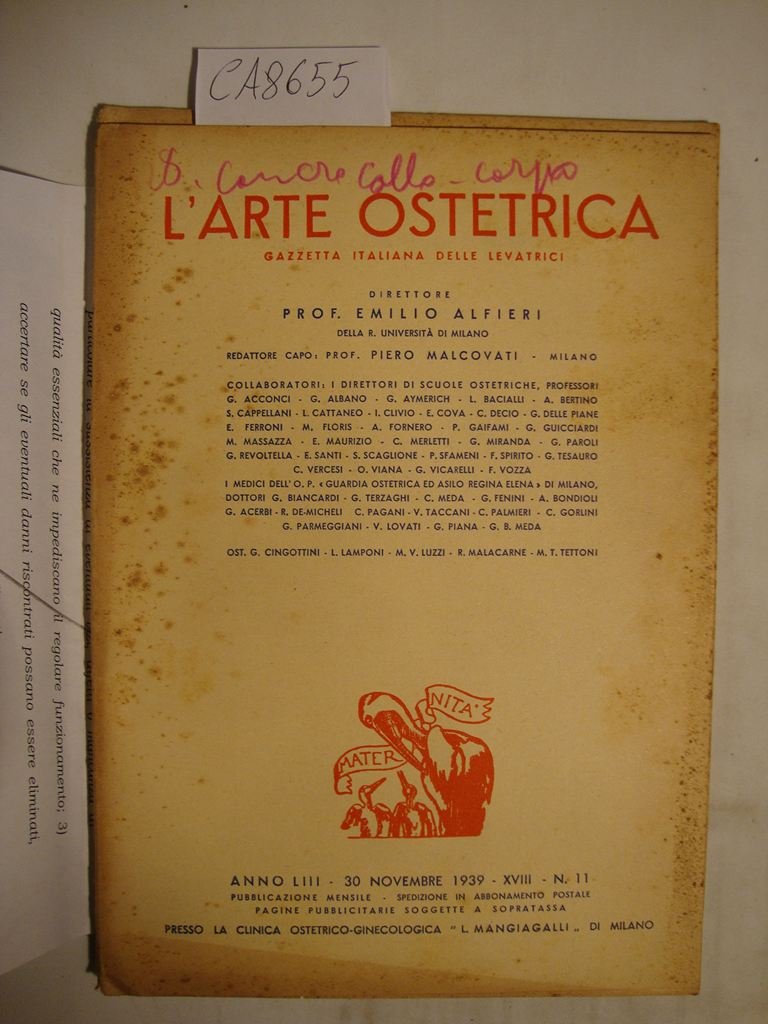 CA8655
cancro collo - corpo
L'ARTE OSTETRICA
GAZZETTA ITALIANA DELLE LEVATRICI
DIRETTORE
PROF. EMILIO ALFIERI
DELLA R. UNIVERSITÀ DI MILANO
REDATTORE CAPO: PROF. PIERO MALCOVATI - MILANO
COLLABORATORI: I DIRETTORI DI SCUOLE OSTETRICHE, PROFESSORI
G. ACCONCI - G. ALBANO - G. AYMERICH - L. BACIALLI - A. BERTINO
S. CAPPELLANI - L. CATTANEO - I. CLIVIO - E. COVA - C. DECIO - G. DELLE PIANE
E. FERRONI - M. FLORIS - A. FORNERO - P. GAIFAMI - G. GUICCIARDI
M. MASSAZZA - E. MAURIZIO - C. MERLETTI - G. MIRANDA - G. PAROLI
G. REVOLTELLA - E. SANTI - S. SCAGLIONE - P. SFAMENI - F. SPIRITO - G. TESAURO
C. VERCESI - O. VIANA - G. VICARELLI - F. VOZZA
I MEDICI DELL'O. P. «GUARDIA OSTETRICA ED ASILO REGINA ELENA» DI MILANO,
DOTTORI G. BIANCARDI - G. TERZAGHI - C. MEDA - G. FENINI - A. BONDIOLI
G. ACERBI - R. DE-MICHELI C. PAGANI - V. TACCANI - C. PALMIERI - C. GORLINI
G. PARMEGGIANI - V. LOVATI - G. PIANA - G. B. MEDA
OST. G. CINGOTTINI - L. LAMPONI - M. V. LUZZI - R. MALACARNE - M. T. TETTONI
MATER
NITA'
ANNO LIII - 30 NOVEMBRE 1939 - XVIII - N. 11
PUBBLICAZIONE MENSILE - SPEDIZIONE IN ABBONAMENTO POSTALE
PAGINE PUBBLICITARIE SOGGETTE A SOPRATASSA
PRESSO LA CLINICA OSTETRICO-GINECOLOGICA "L. MANGIAGALLI„ DI MILANO
qualità essenziali che ne impediscano il regolare funzionamento; 3)
accertare se gli eventuali danni riscontrati possano essere eliminati,